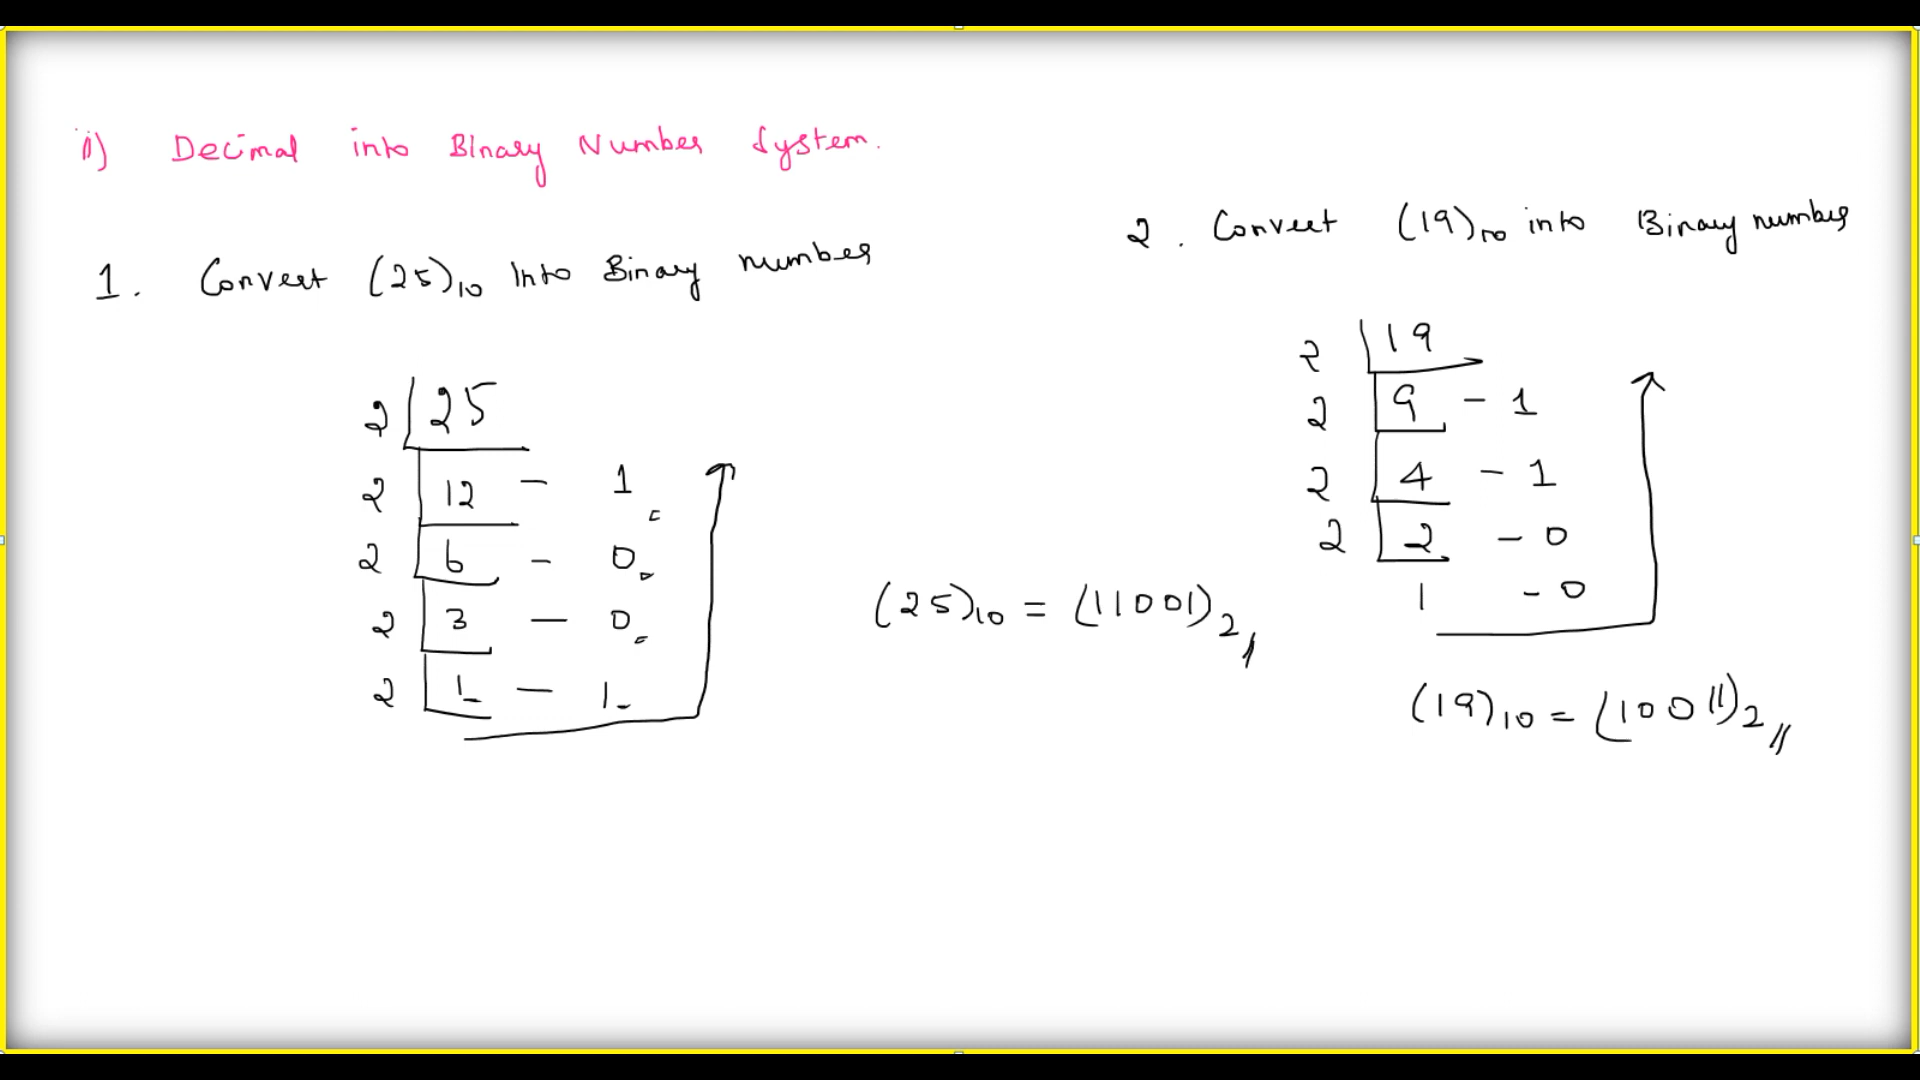 ii) Decimal into Binary Number System.
1. Convert (25)10 Into Binary number
2 | 25
2 | 12 - 1
2 | 6 - 0
2 | 3 - 0
2 | 1 - 1
(25)10 = (11001)2
2. Convert (19)10 into Binary number
2 | 19
2 | 9 - 1
2 | 4 - 1
2 | 2 - 0
1 - 0
(19)10 = (10011)2